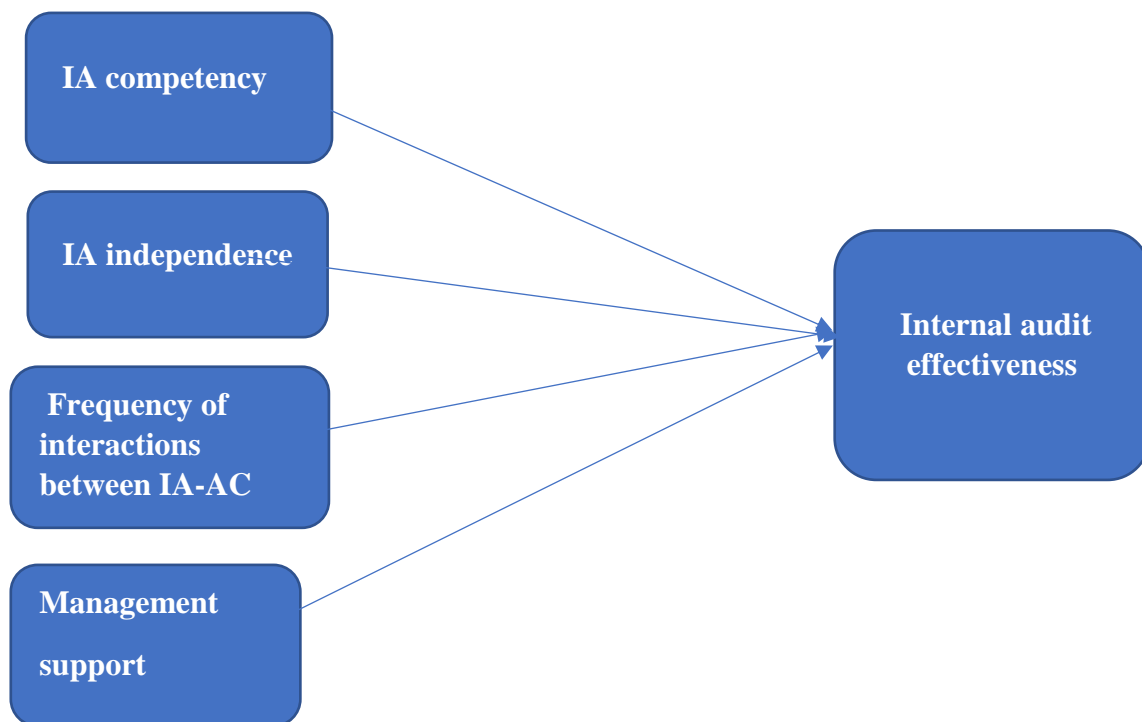 IA competency
IA independence
Frequency of
interactions
between IA-AC
Management
support
Internal audit
effectiveness